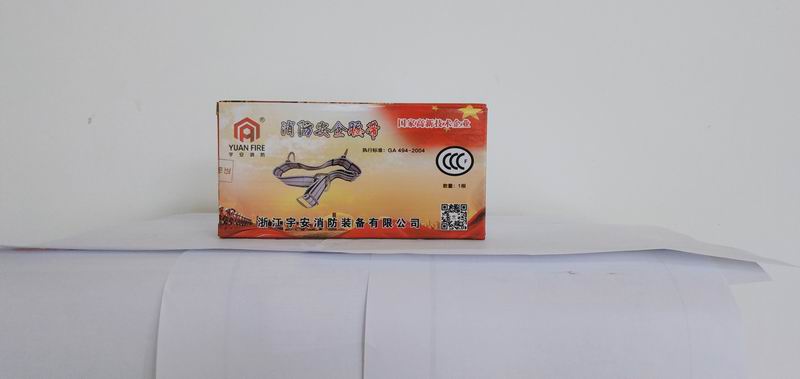 国家高新技术企业
消防安全腰带
®
YUAN FIRE
宇安消防
执行标准: GA 494-2004
CCC F
数量: 1根
浙江宇安消防装备有限公司